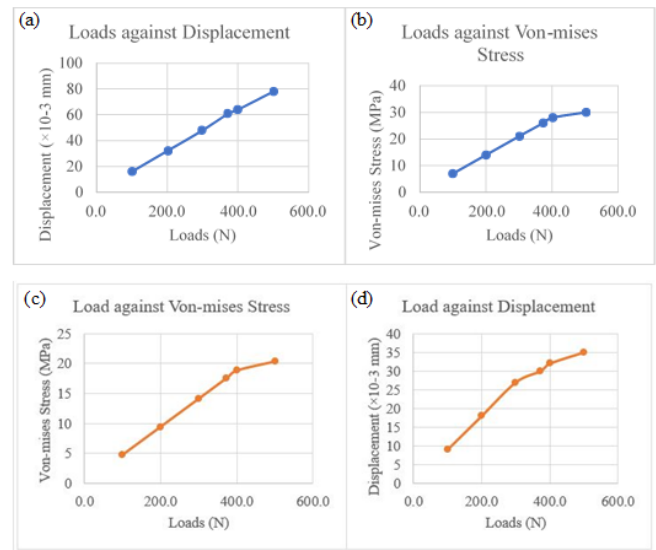 (a)
Loads against Displacement
Displacement (×10-3 mm)
100
80
60
40
20
0
0.0 200.0 400.0 600.0
Loads (N)
(b)
Loads against Von-mises
Stress
Von-mises Stress (MPa)
40
30
20
10
0
0.0 200.0 400.0 600.0
Loads (N)
(c)
Load against Von-mises Stress
Von-mises Stress (MPa)
25
20
15
10
5
0
0.0 200.0 400.0 600.0
Loads (N)
(d)
Load against Displacement
Displacement (×10-3 mm)
40
35
30
25
20
15
10
5
0
0.0 200.0 400.0 600.0
Loads (N)